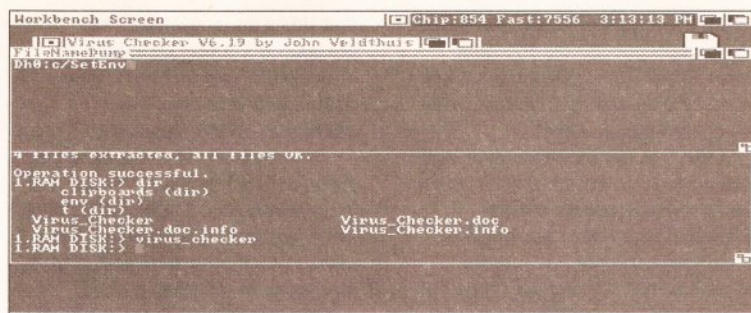 Workbench Screen Chip:854 Fast:7556 3:13:13 PM
Virus Checker V6.19 by John Veldthuis
FileNameDump
Dh0:c/SetEnv
4 files extracted, all files OK.
Operation successful.
1.RAM DISK:> dir
clipboards (dir)
env (dir)
t (dir)
Virus_Checker Virus_Checker.doc
Virus_Checker.doc.info Virus_Checker.info
1.RAM DISK:> virus_checker
1.RAM DISK:>